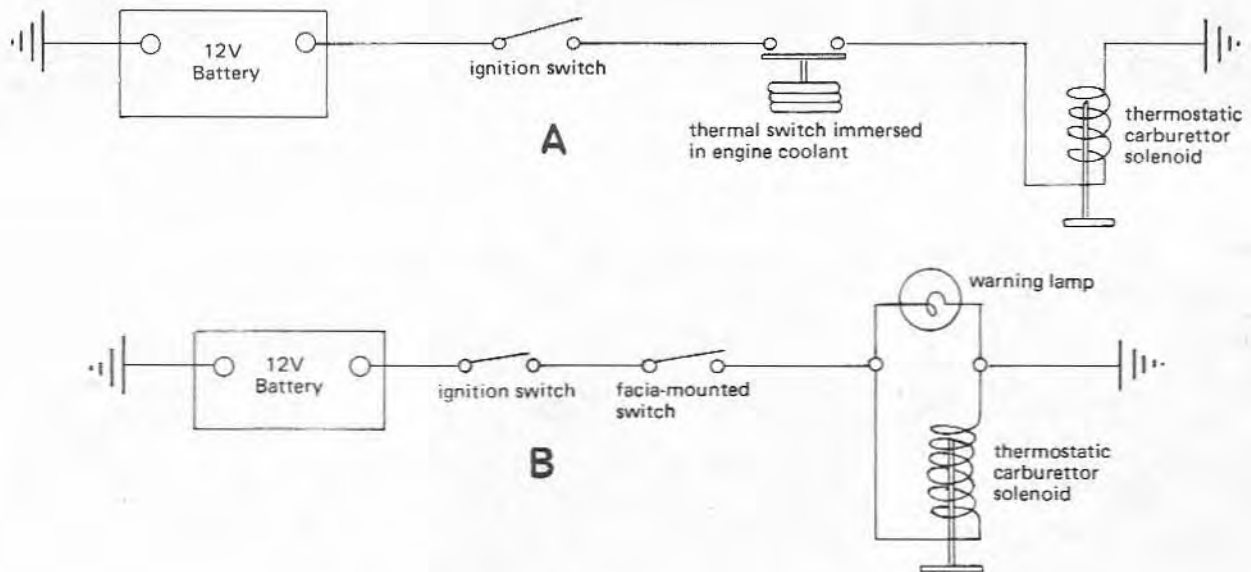 12V
Battery
ignition switch
A
thermal switch immersed
in engine coolant
thermostatic
carburettor
solenoid
warning lamp
12V
Battery
ignition switch
facia-mounted
switch
B
thermostatic
carburettor
solenoid